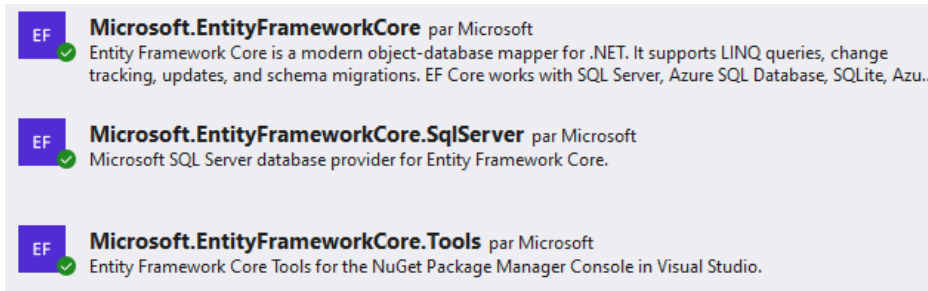 EF
Microsoft.EntityFrameworkCore par Microsoft
Entity Framework Core is a modern object-database mapper for .NET. It supports LINQ queries, change
tracking, updates, and schema migrations. EF Core works with SQL Server, Azure SQL Database, SQLite, Azu..
EF
Microsoft.EntityFrameworkCore.SqlServer par Microsoft
Microsoft SQL Server database provider for Entity Framework Core.
EF
Microsoft.EntityFrameworkCore.Tools par Microsoft
Entity Framework Core Tools for the NuGet Package Manager Console in Visual Studio.